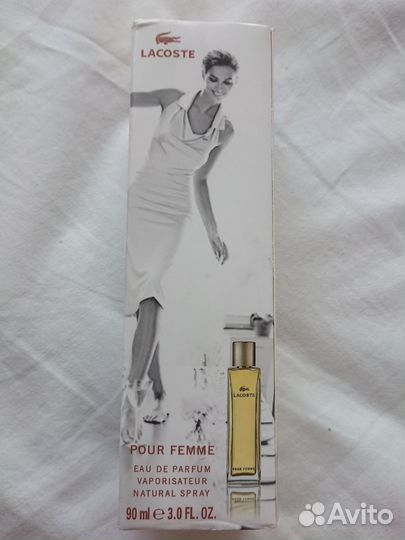 LACOSTE
LACOSTE
POUR FEMME
POUR FEMME
EAU DE PARFUM
VAPORISATEUR
NATURAL SPRAY
90 ml e 3.0 FL. OZ.
Avito